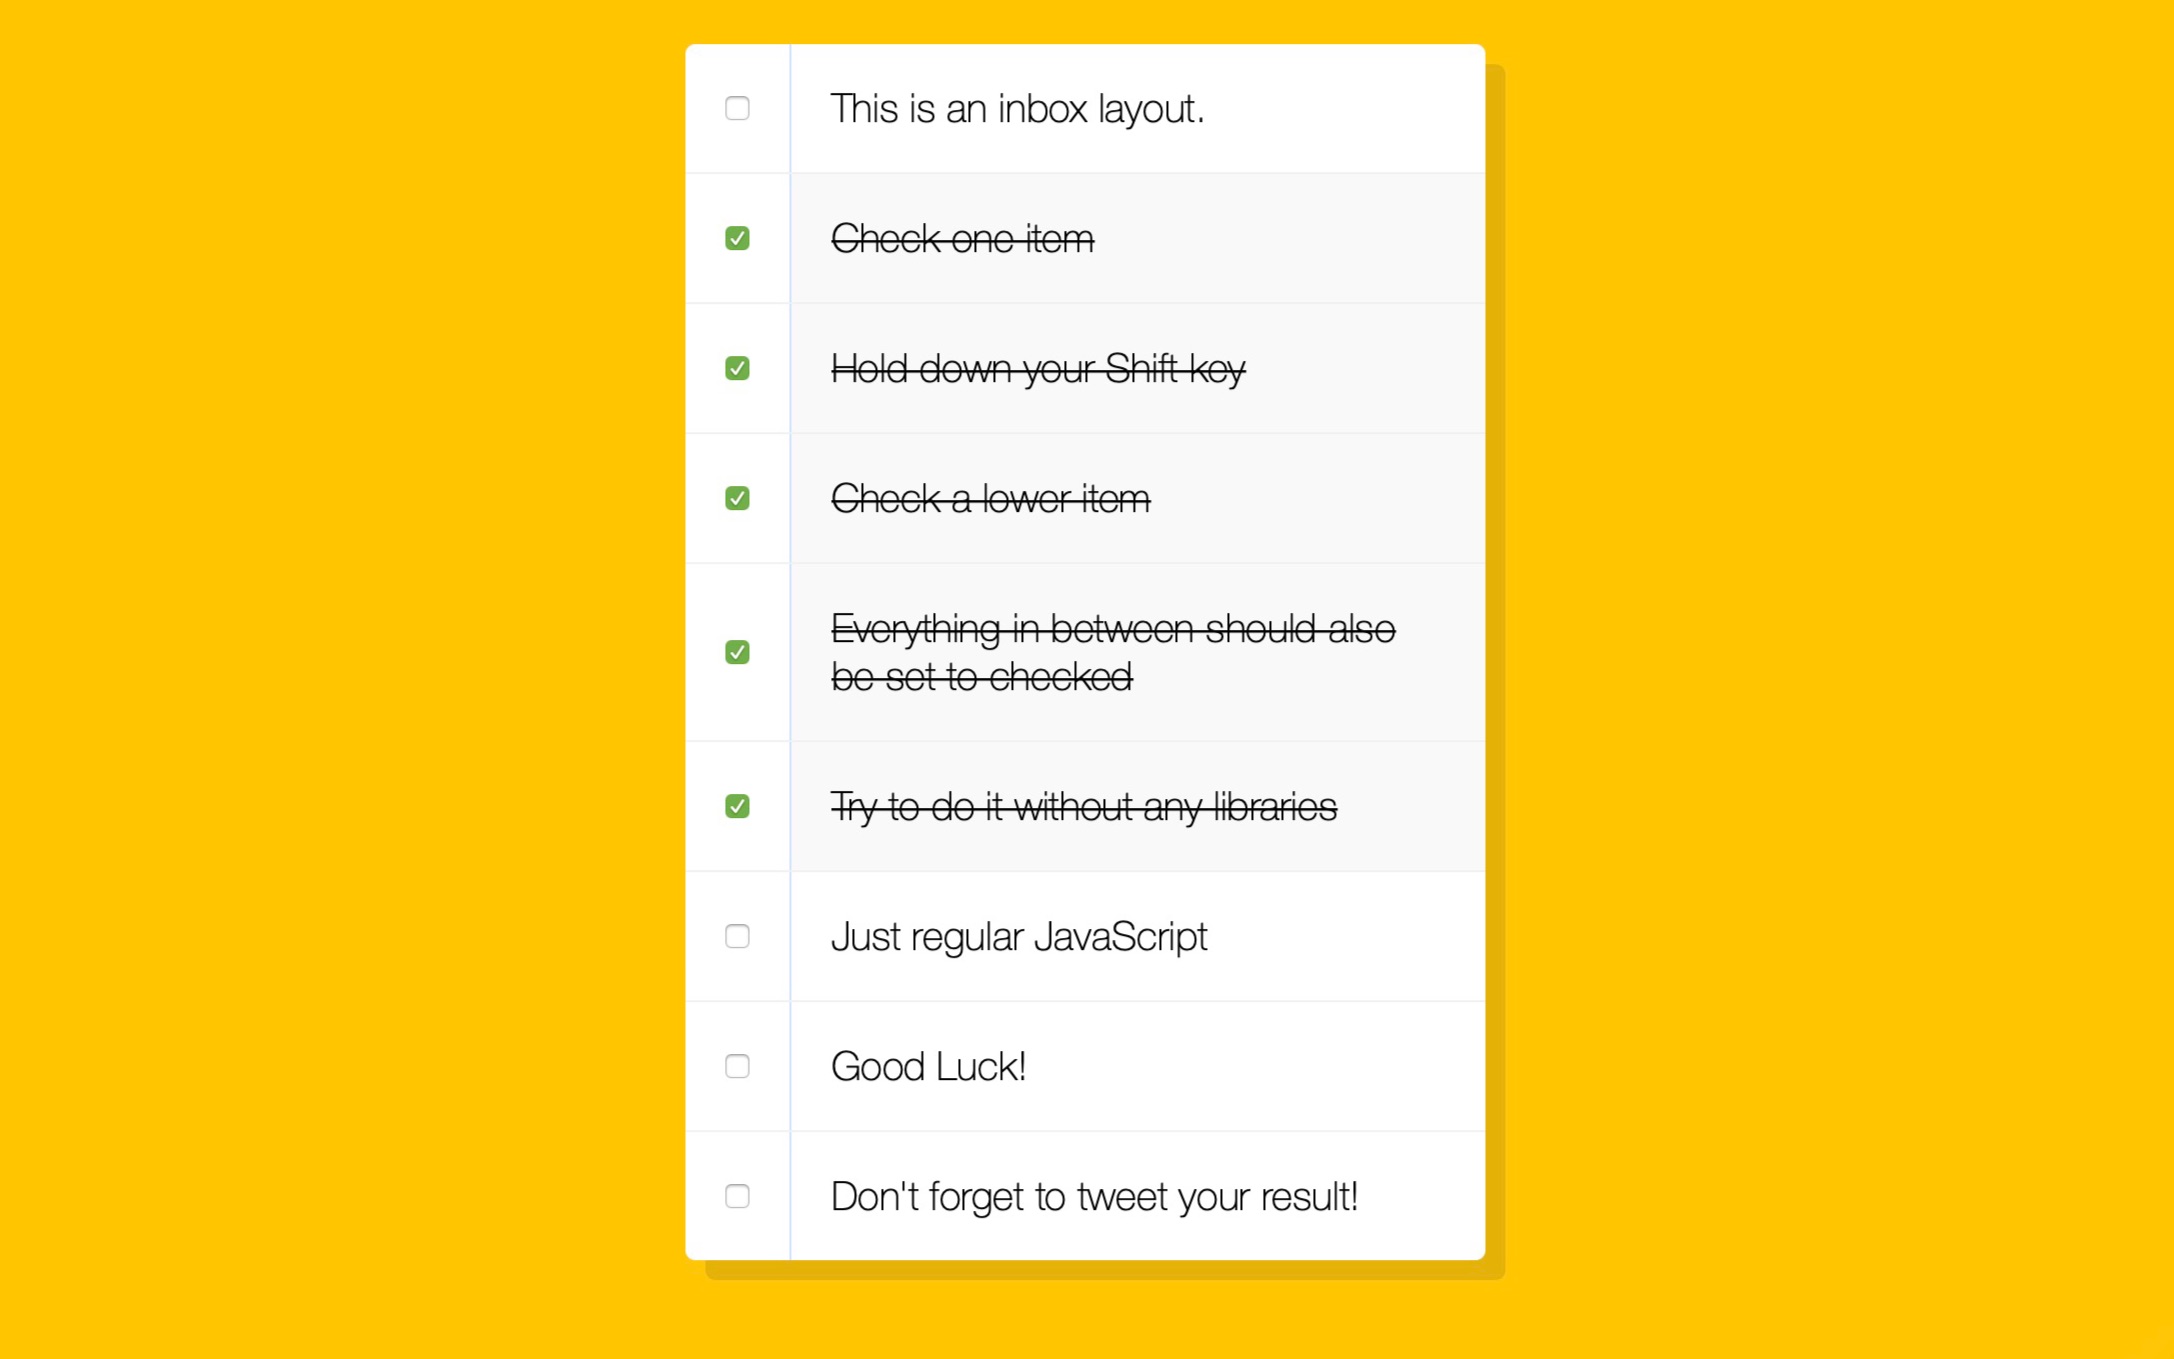 This is an inbox layout.
Check one item
Hold down your Shift key
Check a lower item
Everything in between should also
be set to checked
Try to do it without any libraries
Just regular JavaScript
Good Luck!
Don't forget to tweet your result!